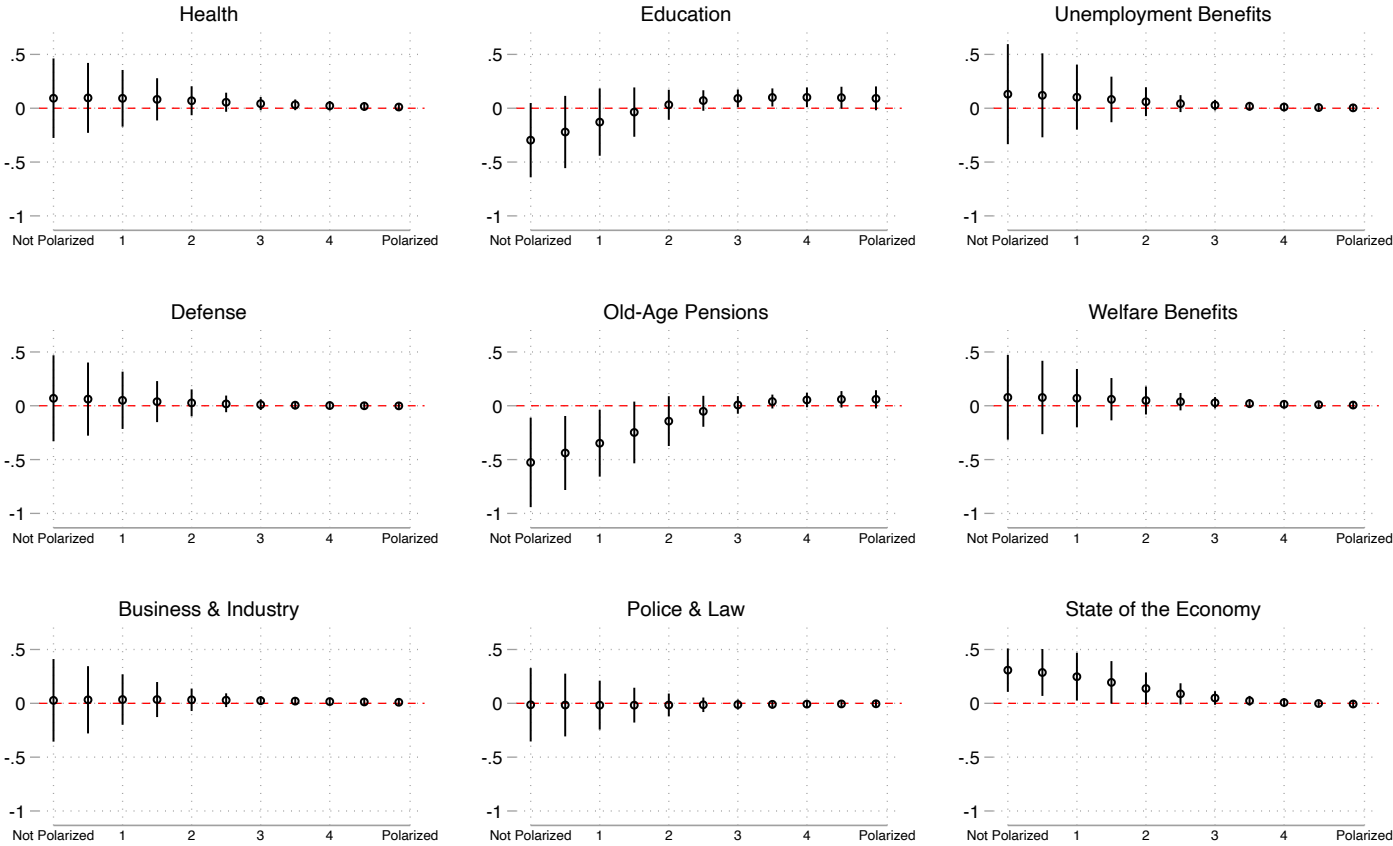 Health
.5
0
-.5
-1
Not Polarized 1 2 3 4 Polarized
Education
.5
0
-.5
-1
Not Polarized 1 2 3 4 Polarized
Unemployment Benefits
.5
0
-.5
-1
Not Polarized 1 2 3 4 Polarized
Defense
.5
0
-.5
-1
Not Polarized 1 2 3 4 Polarized
Old-Age Pensions
.5
0
-.5
-1
Not Polarized 1 2 3 4 Polarized
Welfare Benefits
.5
0
-.5
-1
Not Polarized 1 2 3 4 Polarized
Business & Industry
.5
0
-.5
-1
Not Polarized 1 2 3 4 Polarized
Police & Law
.5
0
-.5
-1
Not Polarized 1 2 3 4 Polarized
State of the Economy
.5
0
-.5
-1
Not Polarized 1 2 3 4 Polarized